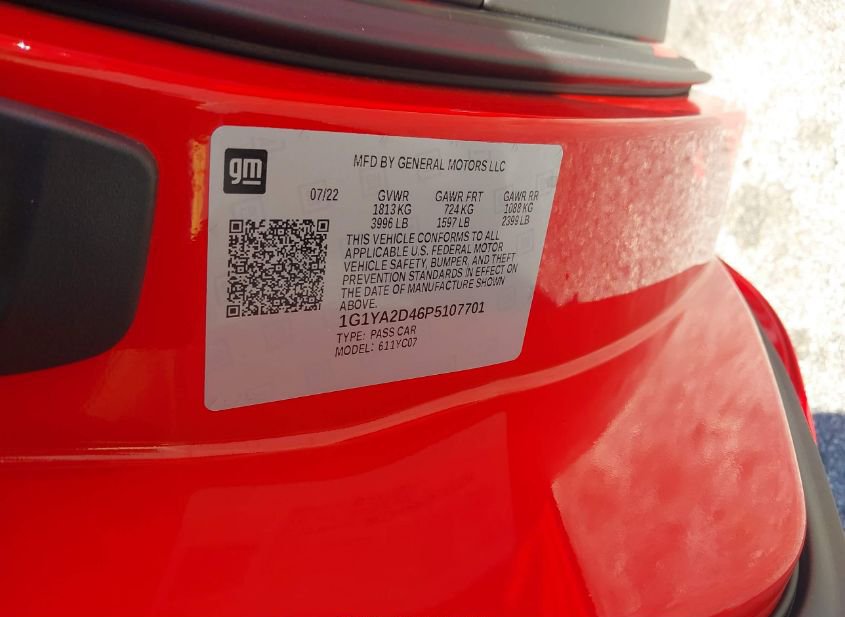 gm
MFD BY GENERAL MOTORS LLC
07/22 GVWR GAWR FRT GAWR RR
1813 KG 724 KG 1088 KG
3996 LB 1597 LB 2399 LB
THIS VEHICLE CONFORMS TO ALL
APPLICABLE U.S. FEDERAL MOTOR
VEHICLE SAFETY, BUMPER, AND THEFT
PREVENTION STANDARDS IN EFFECT ON
THE DATE OF MANUFACTURE SHOWN
ABOVE.
1G1YA2D46P5107701
TYPE: PASS CAR
MODEL: 611YC07